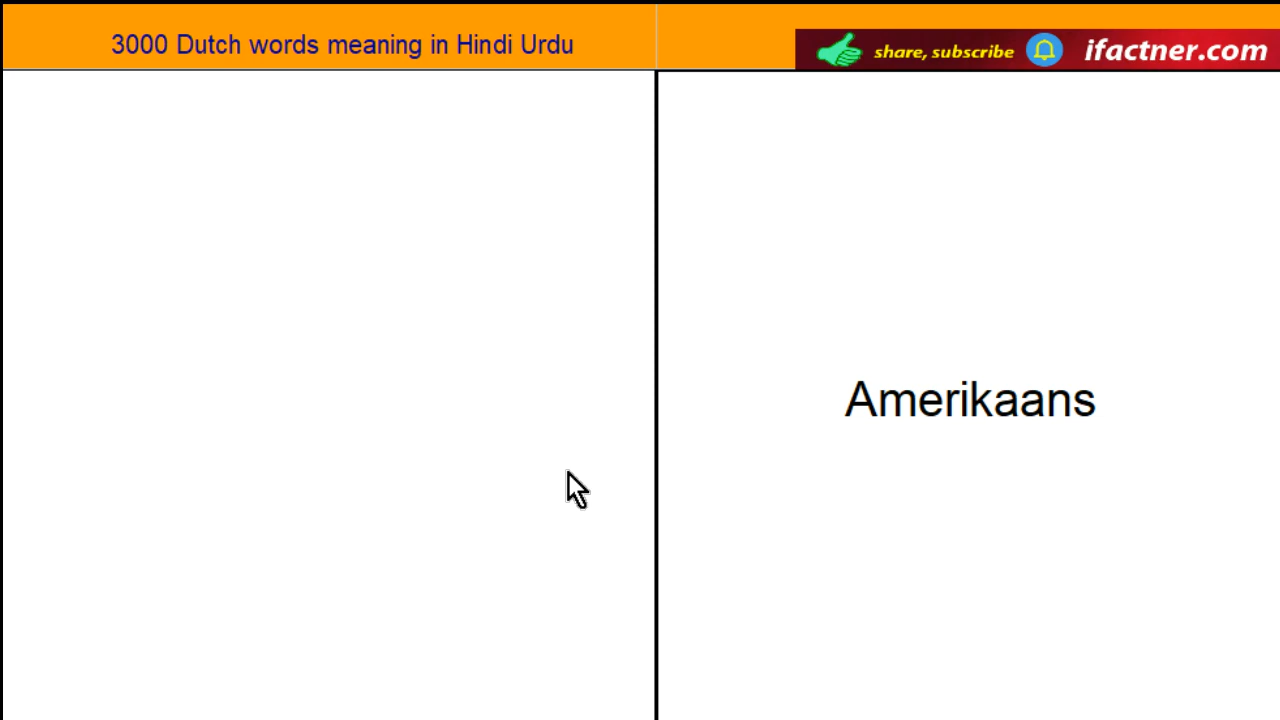 3000 Dutch words meaning in Hindi Urdu
share, subscribe
ifactner.com
Amerikaans